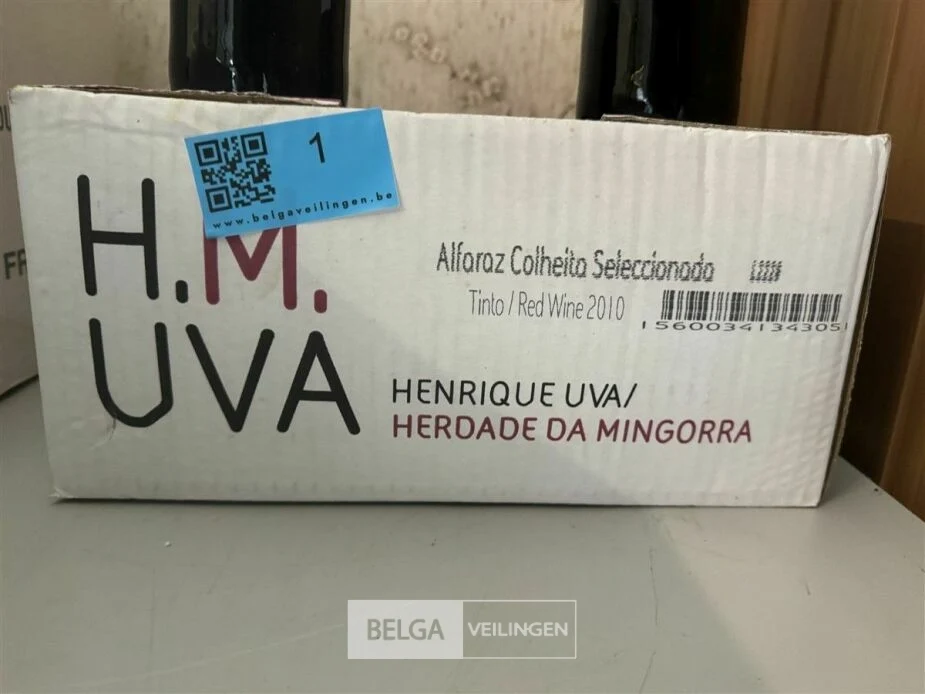 1
www.belgaveilingen.be
H.M.
UVA
Alfaraz Colheita Seleccionada
Tinto / Red Wine 2010
15600341343051
HENRIQUE UVA/
HERDADE DA MINGORRA
BELGA VEILINGEN